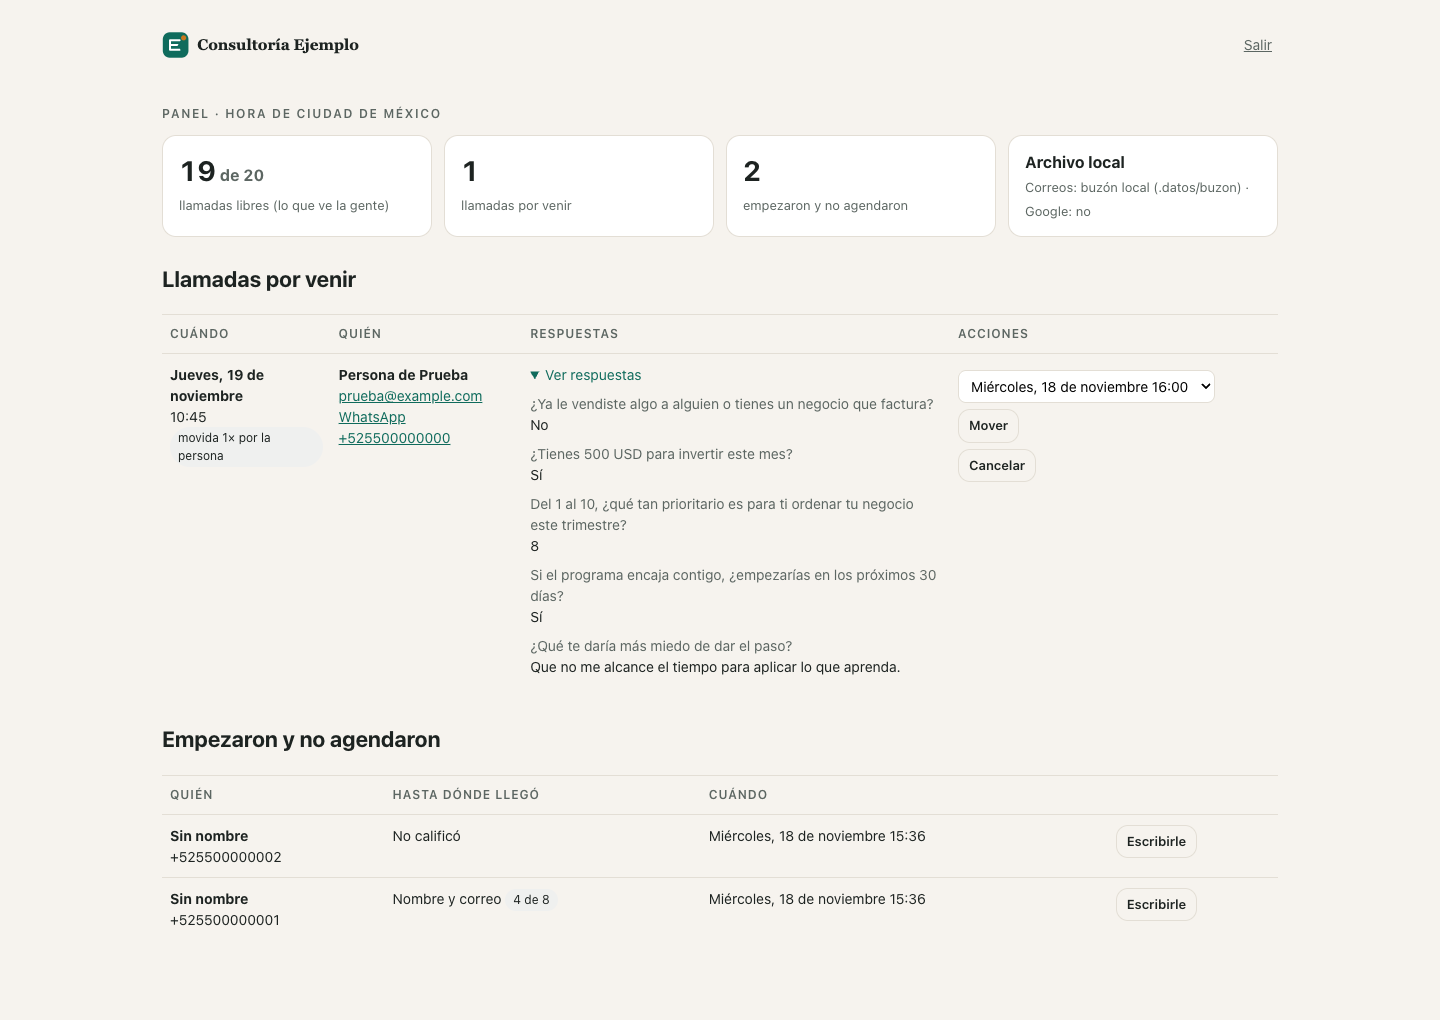 E
Consultoría Ejemplo
Salir
PANEL · HORA DE CIUDAD DE MÉXICO
19 de 20
llamadas libres (lo que ve la gente)
1
llamadas por venir
2
empezaron y no agendaron
Archivo local
Correos: buzón local (.datos/buzon) ·
Google: no
Llamadas por venir
CUÁNDO
QUIÉN
RESPUESTAS
ACCIONES
Jueves, 19 de
noviembre
10:45
movida 1× por la
persona
Persona de Prueba
prueba@example.com
WhatsApp
+525500000000
▼ Ver respuestas
¿Ya le vendiste algo a alguien o tienes un negocio que factura?
No
¿Tienes 500 USD para invertir este mes?
Sí
Del 1 al 10, ¿qué tan prioritario es para ti ordenar tu negocio
este trimestre?
8
Si el programa encaja contigo, ¿empezarías en los próximos 30
días?
Sí
¿Qué te daría más miedo de dar el paso?
Que no me alcance el tiempo para aplicar lo que aprenda.
Miércoles, 18 de noviembre 16:00
Mover
Cancelar
Empezaron y no agendaron
QUIÉN
HASTA DÓNDE LLEGÓ
CUÁNDO
Sin nombre
+525500000002
No calificó
Miércoles, 18 de noviembre 15:36
Escribirle
Sin nombre
+525500000001
Nombre y correo 4 de 8
Miércoles, 18 de noviembre 15:36
Escribirle